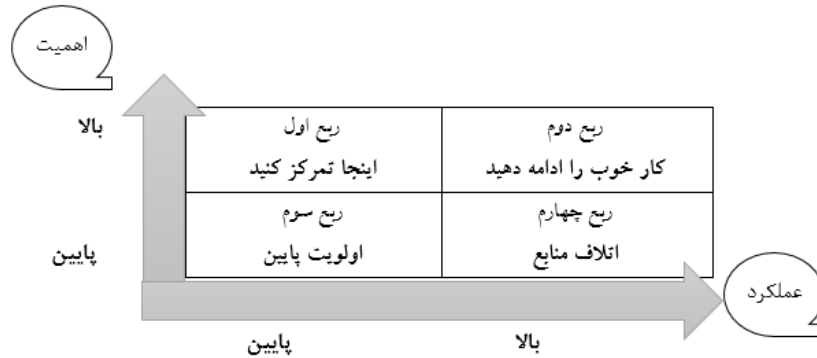 اهمیت
بالا
ربع اول
اینجا تمرکز کنید
ربع دوم
کار خوب را ادامه دهید
پایین
ربع سوم
اولویت پایین
ربع چهارم
اتلاف منابع
عملکرد
پایین
بالا